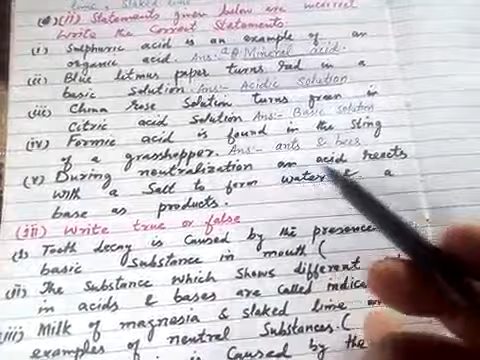 lime, slaked lime
(ii) Statements given below are incorrect
Write the Correct Statements.
(i) Sulphuric acid is an example of an
organic acid. Ans:- a Mineral acid.
(ii) Blue litmus paper turns red in a
basic solution. Ans:- Acidic Solution
(iii) China rose Solution turns green in
Citric acid Solution Ans:- Basic solution
(iv) Formic acid is found in the sting
of a grasshopper. Ans:- ants & bees
(v) During neutralization an acid reacts
with a Salt to form water & a
base as products.
(iii) Write true or false
(i) Tooth decay is Caused by the presence
basic Substance in mouth (
(ii) The Substance which Shows different
in acids & bases are called indica
(iii) Milk of magnesia & slaked lime
examples of neutral Substances. (
is Caused by the